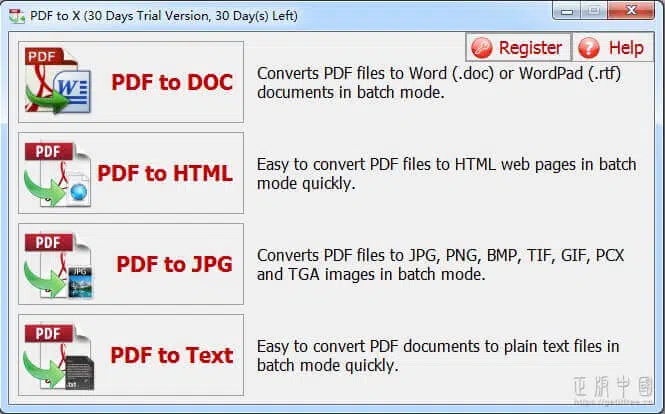 PDF to X (30 Days Trial Version, 30 Day(s) Left)
Register
Help
PDF
W
PDF to DOC
Converts PDF files to Word (.doc) or WordPad (.rtf)
documents in batch mode.
PDF
PDF to HTML
Easy to convert PDF files to HTML web pages in batch
mode quickly.
PDF
JPG
PDF to JPG
Converts PDF files to JPG, PNG, BMP, TIF, GIF, PCX
and TGA images in batch mode.
PDF
.txt
PDF to Text
Easy to convert PDF documents to plain text files in
batch mode quickly.
正版中國